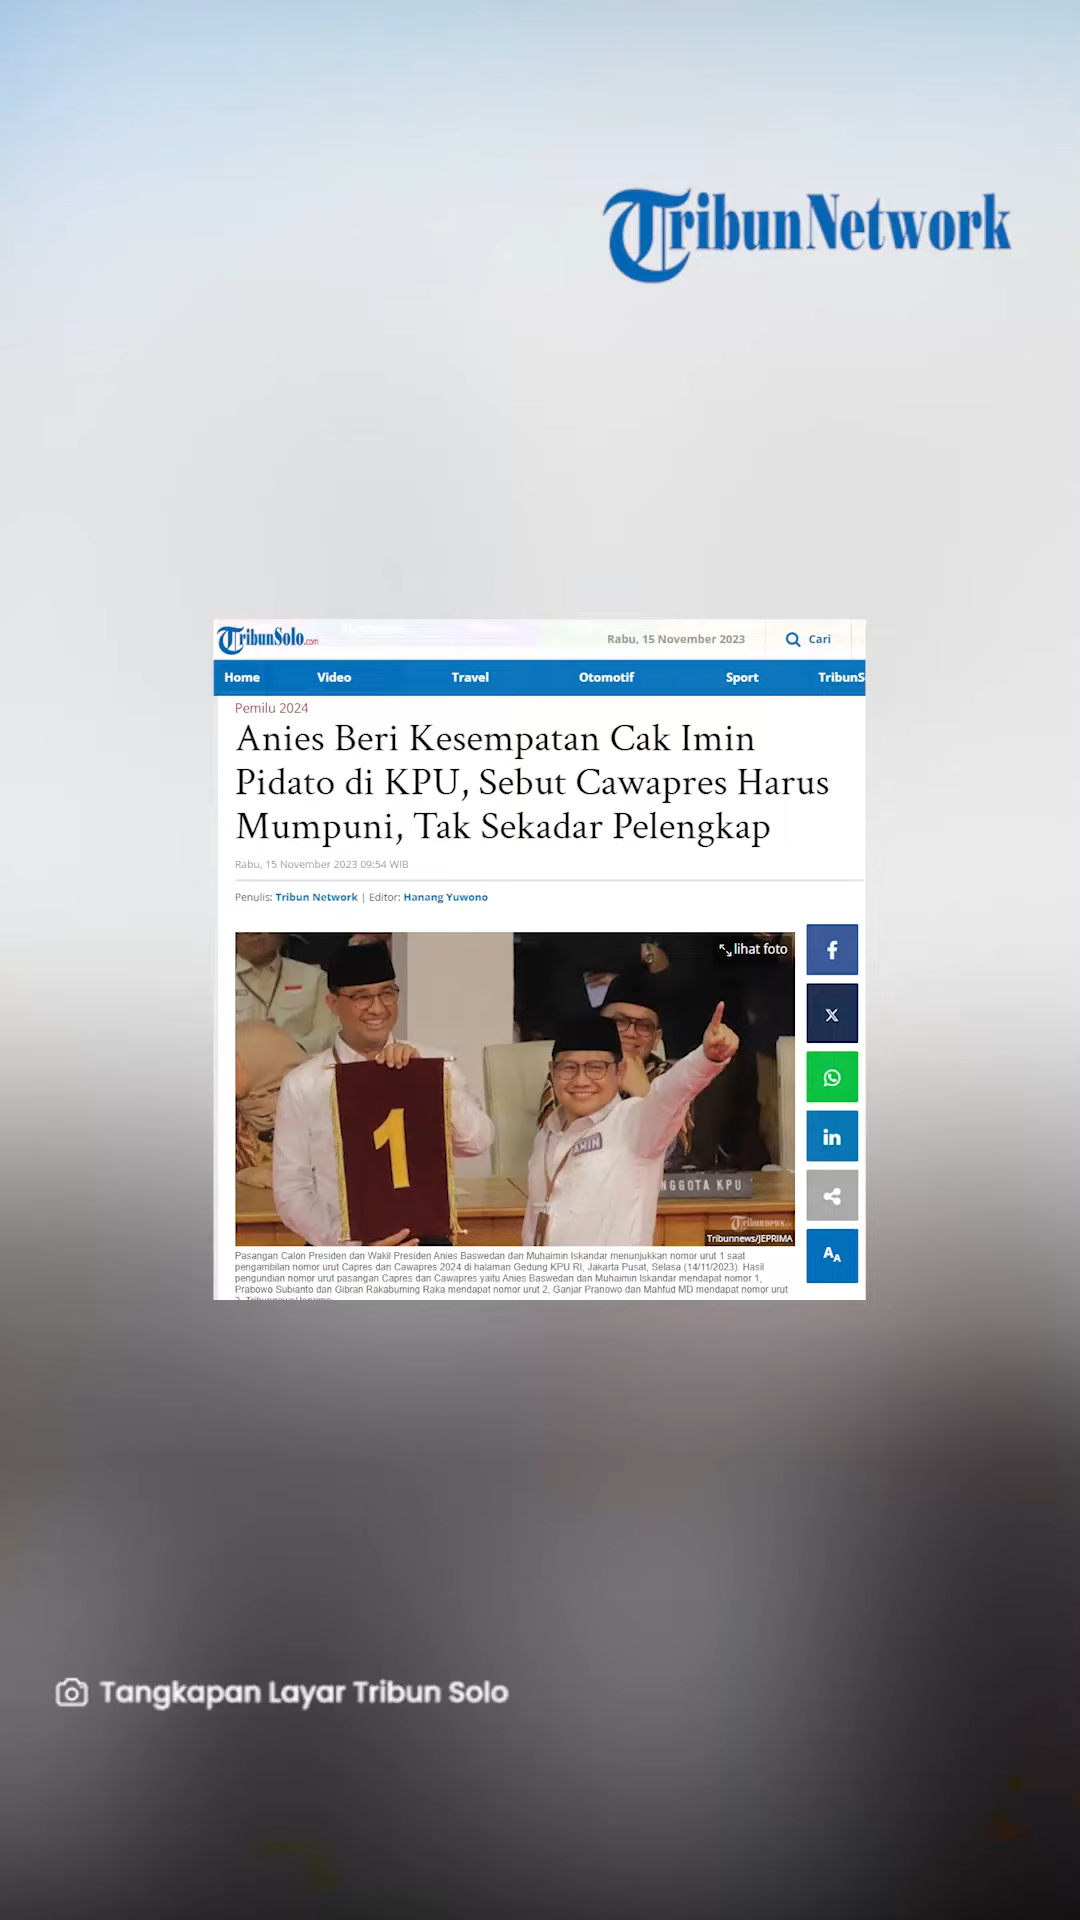 Tribun Network
TribunSolo.com
Rabu, 15 November 2023
Cari
Home Video Travel Otomotif Sport TribunS
Pemilu 2024
Anies Beri Kesempatan Cak Imin
Pidato di KPU, Sebut Cawapres Harus
Mumpuni, Tak Sekadar Pelengkap
Rabu, 15 November 2023 09:54 WIB
Penulis: Tribun Network | Editor: Hanang Yuwono
lihat foto
1
AMIN
NGGOTA KPU
Tribunnews
Tribunnews/JEPRIMA
Pasangan Calon Presiden dan Wakil Presiden Anies Baswedan dan Muhaimin Iskandar menunjukkan nomor urut 1 saat
pengambilan nomor urut Capres dan Cawapres 2024 di halaman Gedung KPU RI, Jakarta Pusat, Selasa (14/11/2023). Hasil
pengundian nomor urut pasangan Capres dan Cawapres yaitu Anies Baswedan dan Muhaimin Iskandar mendapat nomor 1,
Prabowo Subianto dan Gibran Rakabuming Raka mendapat nomor urut 2, Ganjar Pranowo dan Mahfud MD mendapat nomor urut
f
X
in
AA
Tangkapan Layar Tribun Solo